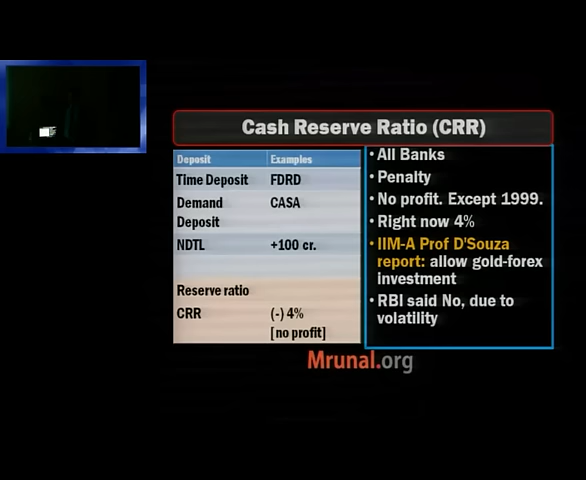 Cash Reserve Ratio (CRR)
Deposit Examples
Time Deposit FDRD
Demand CASA
Deposit
NDTL +100 cr.
Reserve ratio
CRR (-) 4%
[no profit]
• All Banks
• Penalty
• No profit. Except 1999.
• Right now 4%
• IIM-A Prof D'Souza
report: allow gold-forex
investment
• RBI said No, due to
volatility
Mrunal.org